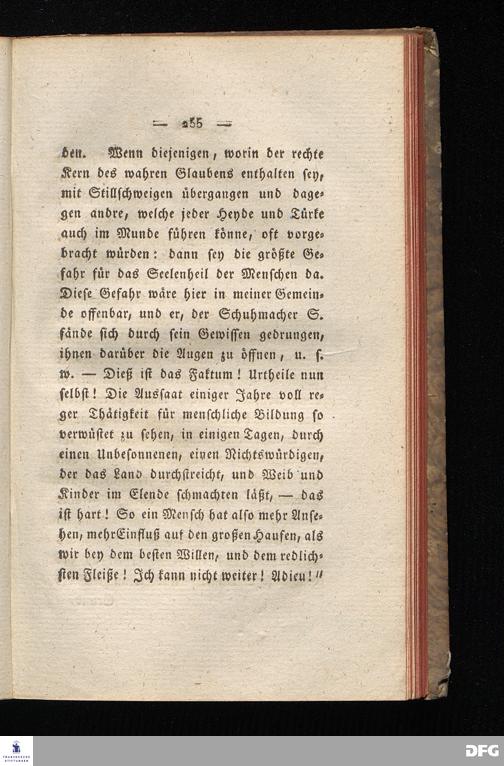 — 255 —
den. Wenn diejenigen, worin der rechte
Kern des wahren Glaubens enthalten sey,
mit Stillschweigen übergangen und dage-
gen andre, welche jeder Heyde und Türke
auch im Munde führen könne, oft vorge-
bracht würden: dann sey die größte Ge-
fahr für das Seelenheil der Menschen da.
Diese Gefahr wäre hier in meiner Gemein-
de offenbar, und er, der Schuhmacher S.
fände sich durch sein Gewissen gedrungen,
ihnen darüber die Augen zu öffnen, u. s.
w. — Dieß ist das Faktum! Urtheile nun
selbst! Die Aussaat einiger Jahre voll re-
ger Thätigkeit für menschliche Bildung so
verwüstet zu sehen, in einigen Tagen, durch
einen Unbesonnenen, einen Nichtswürdigen,
der das Land durchstreicht, und Weib und
Kinder im Elende schmachten läßt, — das
ist hart! So ein Mensch hat also mehr Anse-
hen, mehr Einfluß auf den großen Haufen, als
wir bey dem besten Willen, und dem redlich-
sten Fleiße! Ich kann nicht weiter! Adieu!"
FRANCKESCHE
STIFTUNGEN
DFG